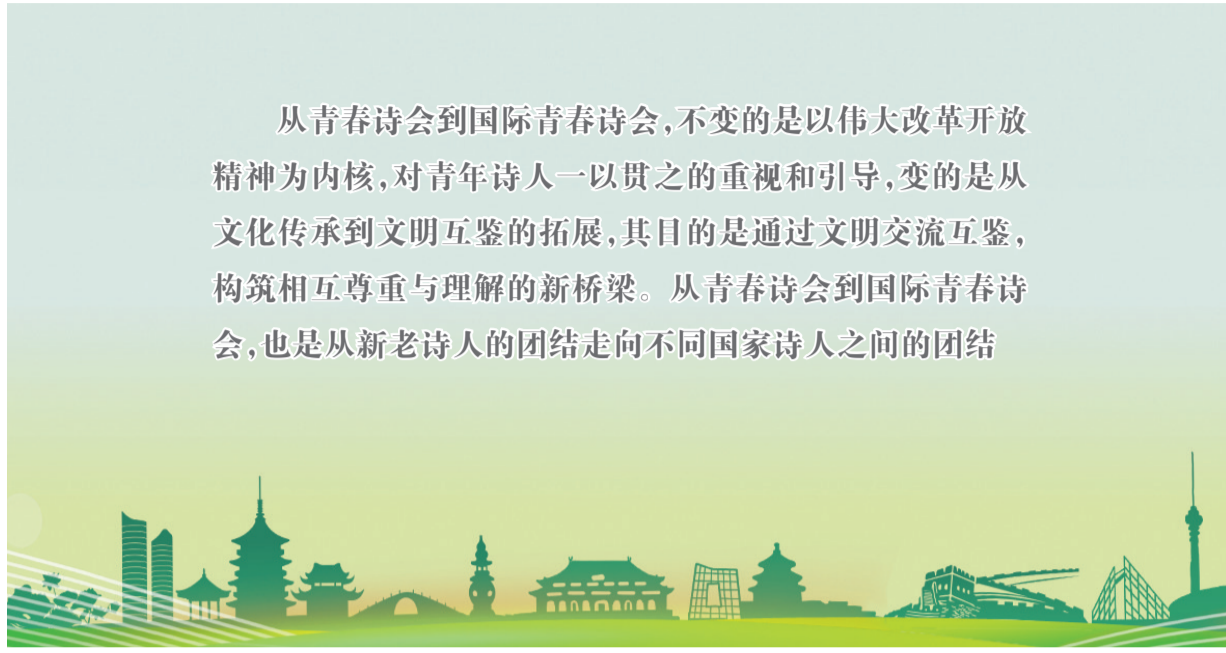 从青春诗会到国际青春诗会,不变的是以伟大改革开放
精神为内核,对青年诗人一以贯之的重视和引导,变的是从
文化传承到文明互鉴的拓展,其目的是通过文明交流互鉴,
构筑相互尊重与理解的新桥梁。从青春诗会到国际青春诗
会,也是从新老诗人的团结走向不同国家诗人之间的团结